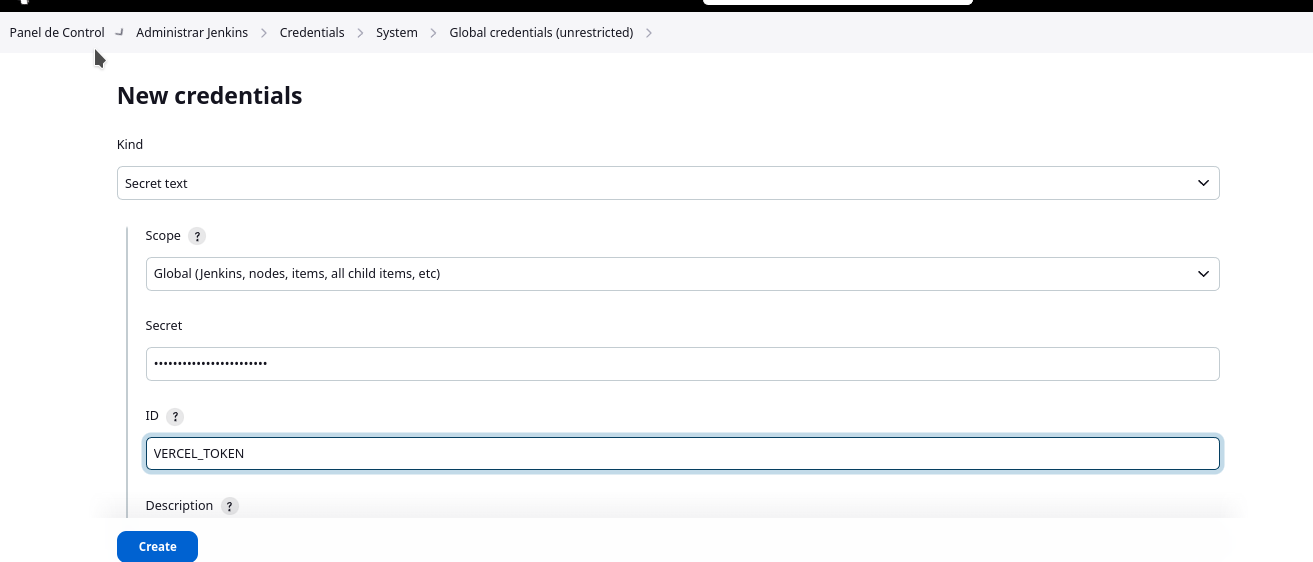 Panel de Control Administrar Jenkins Credentials System Global credentials (unrestricted)
New credentials
Kind
Secret text
Scope ?
Global (Jenkins, nodes, items, all child items, etc)
Secret
••••••••••••••••••••••••
ID ?
VERCEL_TOKEN
Description ?
Create